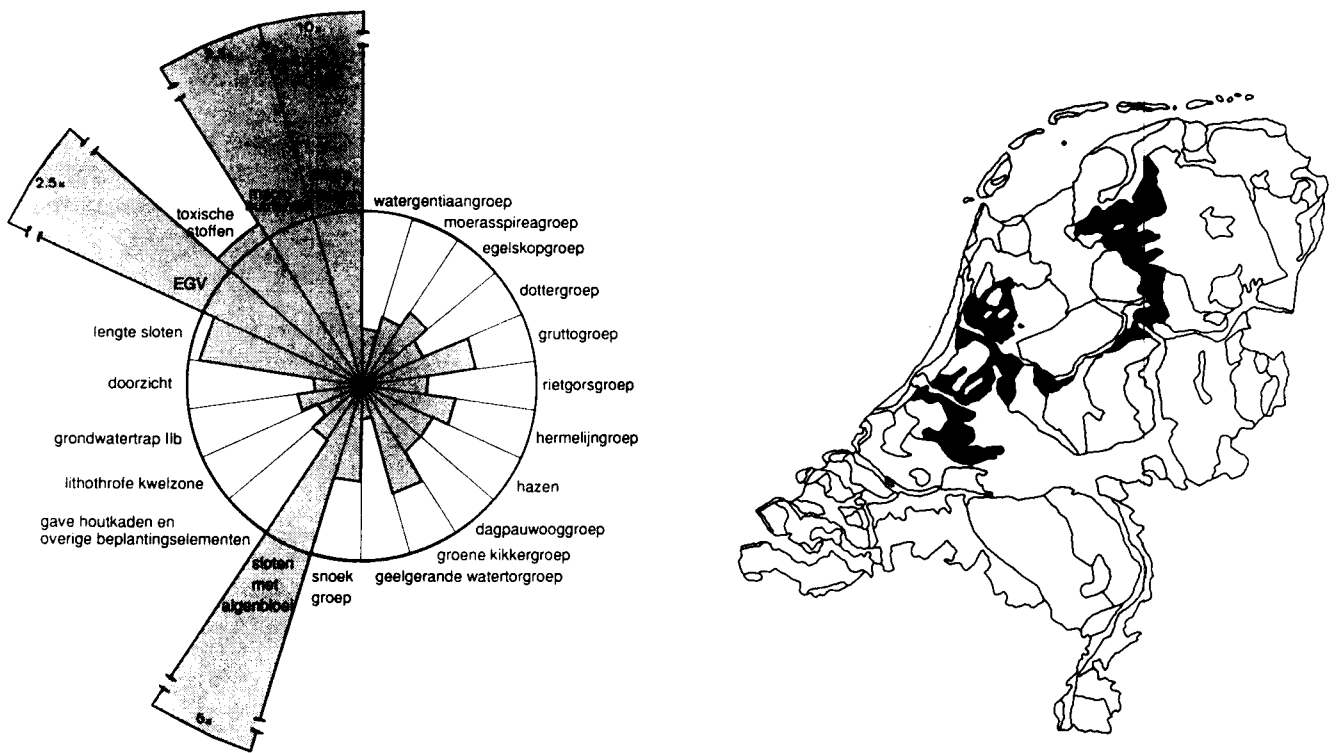 10x
2.5x
toxische
stoffen
EGV
lengte sloten
doorzicht
grondwatertrap IIb
lithothrofe kwelzone
gave houtkaden en
overige beplantingselementen
sloten
met
algenbloei
5x
snoek
groep
watergentiaangroep
moerasspireagroep
egelskopgroep
dottergroep
gruttogroep
rietgorsgroep
hermelijngroep
hazen
dagpauwooggroep
groene kikkergroep
geelgerande watertorgroep